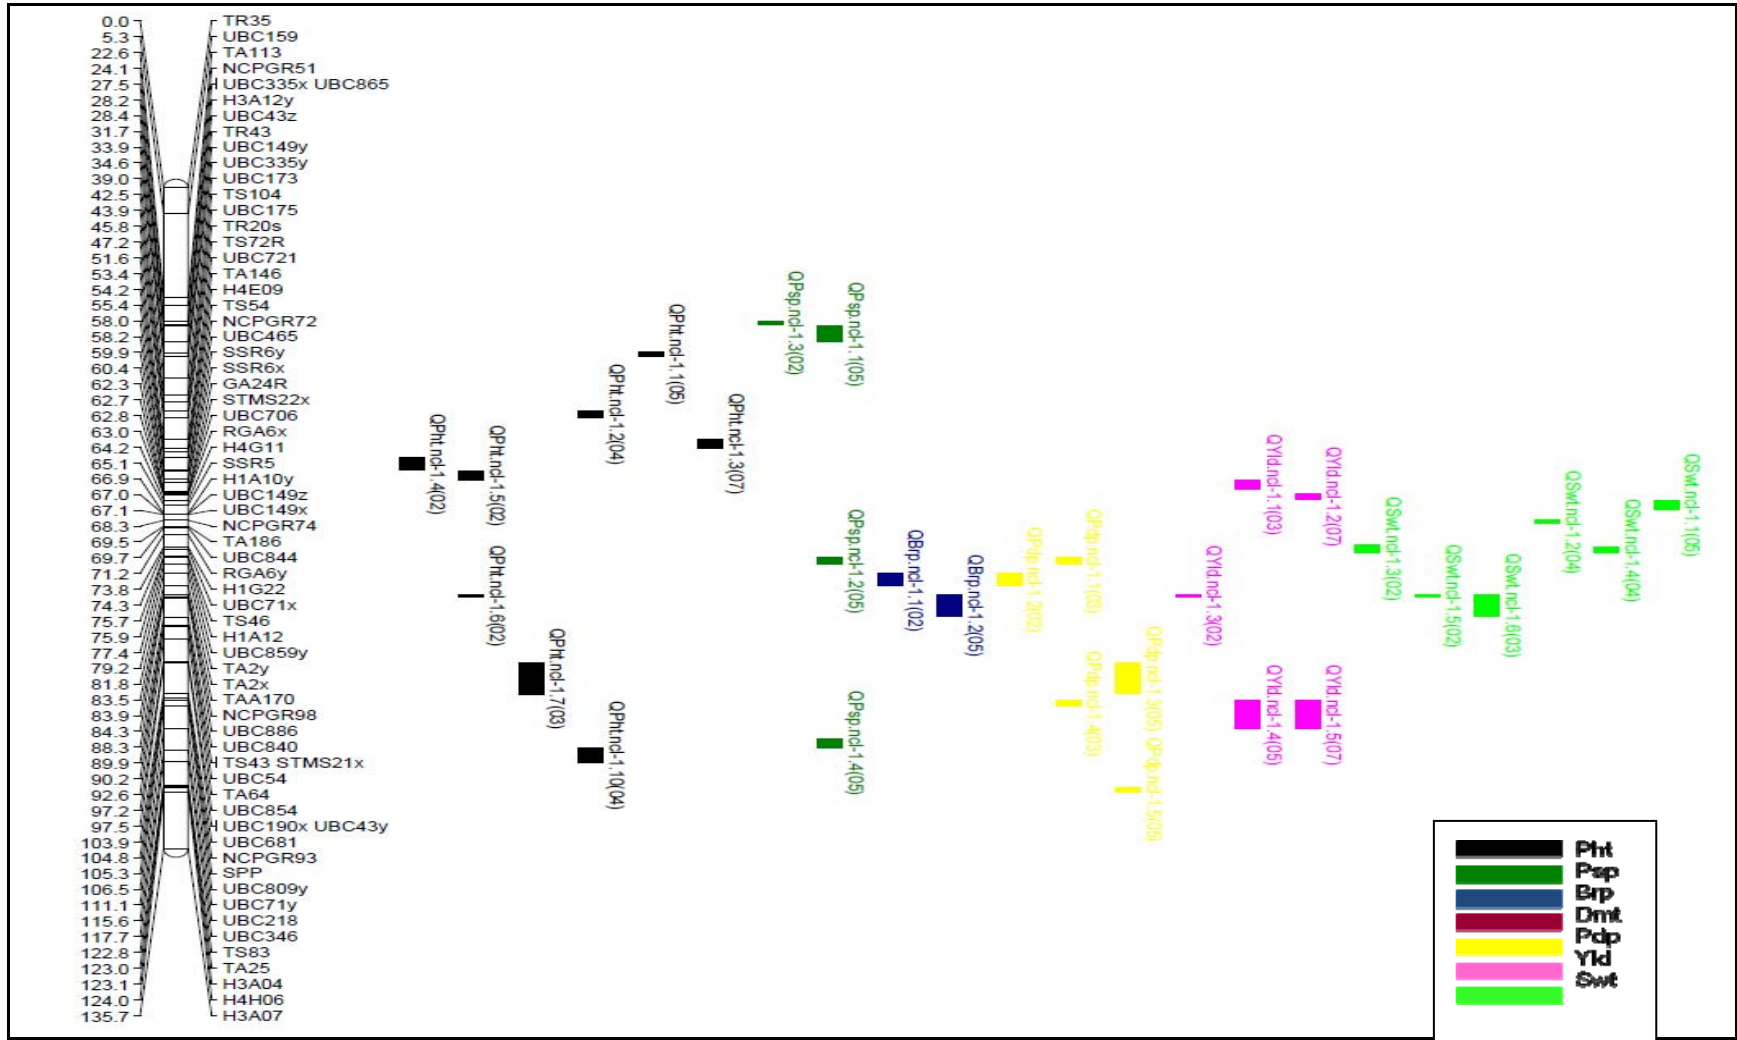 0.0 TR35
5.3 UBC159
22.6 TA113
24.1 NCPGR51
27.5 UBC335x UBC865
28.2 H3A12y
28.4 UBC43z
31.7 TR43
33.9 UBC149y
34.6 UBC335y
39.0 UBC173
42.5 TS104
43.9 UBC175
45.8 TR20s
47.2 TS72R
51.6 UBC721
53.4 TA146
54.2 H4E09
55.4 TS54
58.0 NCPGR72
58.2 UBC465
59.9 SSR6y
60.4 SSR6x
62.3 GA24R
62.7 STMS22x
62.8 UBC706
63.0 RGA6x
64.2 H4G11
65.1 SSR5
66.9 H1A10y
67.0 UBC149z
67.1 UBC149x
68.3 NCPGR74
69.5 TA186
69.7 UBC844
71.2 RGA6y
73.8 H1G22
74.3 UBC71x
75.7 TS46
75.9 H1A12
77.4 UBC859y
79.2 TA2y
81.8 TA2x
83.5 TAA170
83.9 NCPGR98
84.3 UBC886
88.3 UBC840
89.9 TS43 STMS21x
90.2 UBC54
92.6 TA64
97.2 UBC854
97.5 UBC190x UBC43y
103.9 UBC681
104.8 NCPGR93
105.3 SPP
106.5 UBC809y
111.1 UBC71y
115.6 UBC218
117.7 UBC346
122.8 TS83
123.0 TA25
123.1 H3A04
124.0 H4H06
135.7 H3A07
QPht.ncl-1.4(02)
QPht.ncl-1.5(02)
QPht.ncl-1.6(02)
QPht.ncl-1.7(03)
QPht.ncl-1.2(04)
QPht.ncl-1.10(04)
QPht.ncl-1.1(05)
QPht.ncl-1.3(07)
QPsp.ncl-1.3(02)
QPsp.ncl-1.1(05)
QPsp.ncl-1.2(05)
QPsp.ncl-1.4(05)
QBrp.ncl-1.1(02)
QBrp.ncl-1.2(05)
QPdp.ncl-1.2(02)
QPdp.ncl-1.1(03)
QPdp.ncl-1.4(03)
QPdp.ncl-1.3(05)
QPdp.ncl-1.5(05)
QYld.ncl-1.3(02)
QYld.ncl-1.1(03)
QYld.ncl-1.4(05)
QYld.ncl-1.2(07)
QYld.ncl-1.5(07)
QSwt.ncl-1.3(02)
QSwt.ncl-1.5(02)
QSwt.ncl-1.6(03)
QSwt.ncl-1.2(04)
QSwt.ncl-1.4(04)
QSwt.ncl-1.1(05)
Pht
Psp
Brp
Dmt
Pdp
Yld
Swt